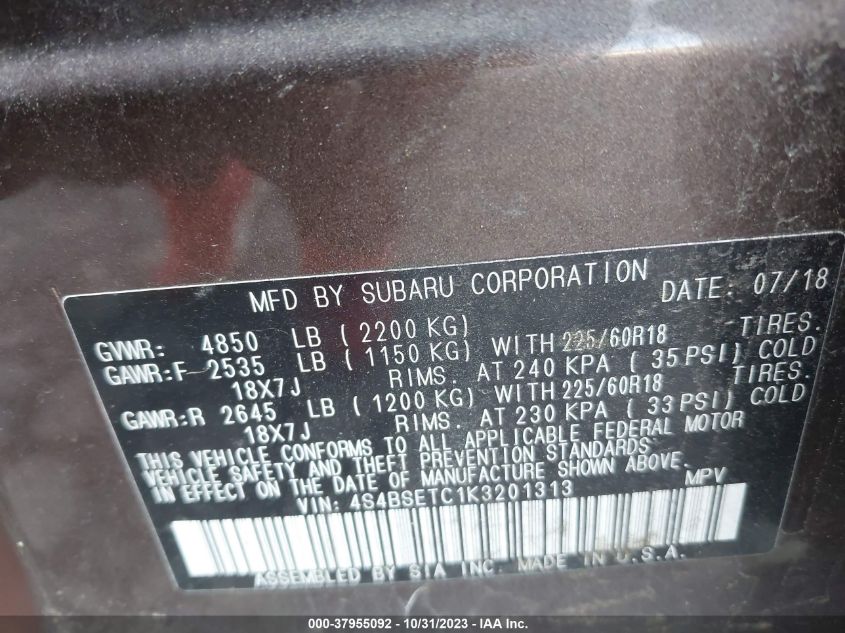 MFD BY SUBARU CORPORATION DATE: 07/18
GVWR: 4850 LB ( 2200 KG)
GAWR:F 2535 LB ( 1150 KG) WITH 225/60R18 TIRES.
18X7J RIMS. AT 240 KPA ( 35 PSI) COLD
GAWR:R 2645 LB ( 1200 KG) WITH 225/60R18 TIRES.
18X7J RIMS. AT 230 KPA ( 33 PSI) COLD
THIS VEHICLE CONFORMS TO ALL APPLICABLE FEDERAL MOTOR
VEHICLE SAFETY AND THEFT PREVENTION STANDARDS
IN EFFECT ON THE DATE OF MANUFACTURE SHOWN ABOVE.
VIN: 4S4BSETC1K3201313 MPV
ASSEMBLED BY SIA INC. MADE IN U.S.A.
000-37955092 - 10/31/2023 - IAA Inc.